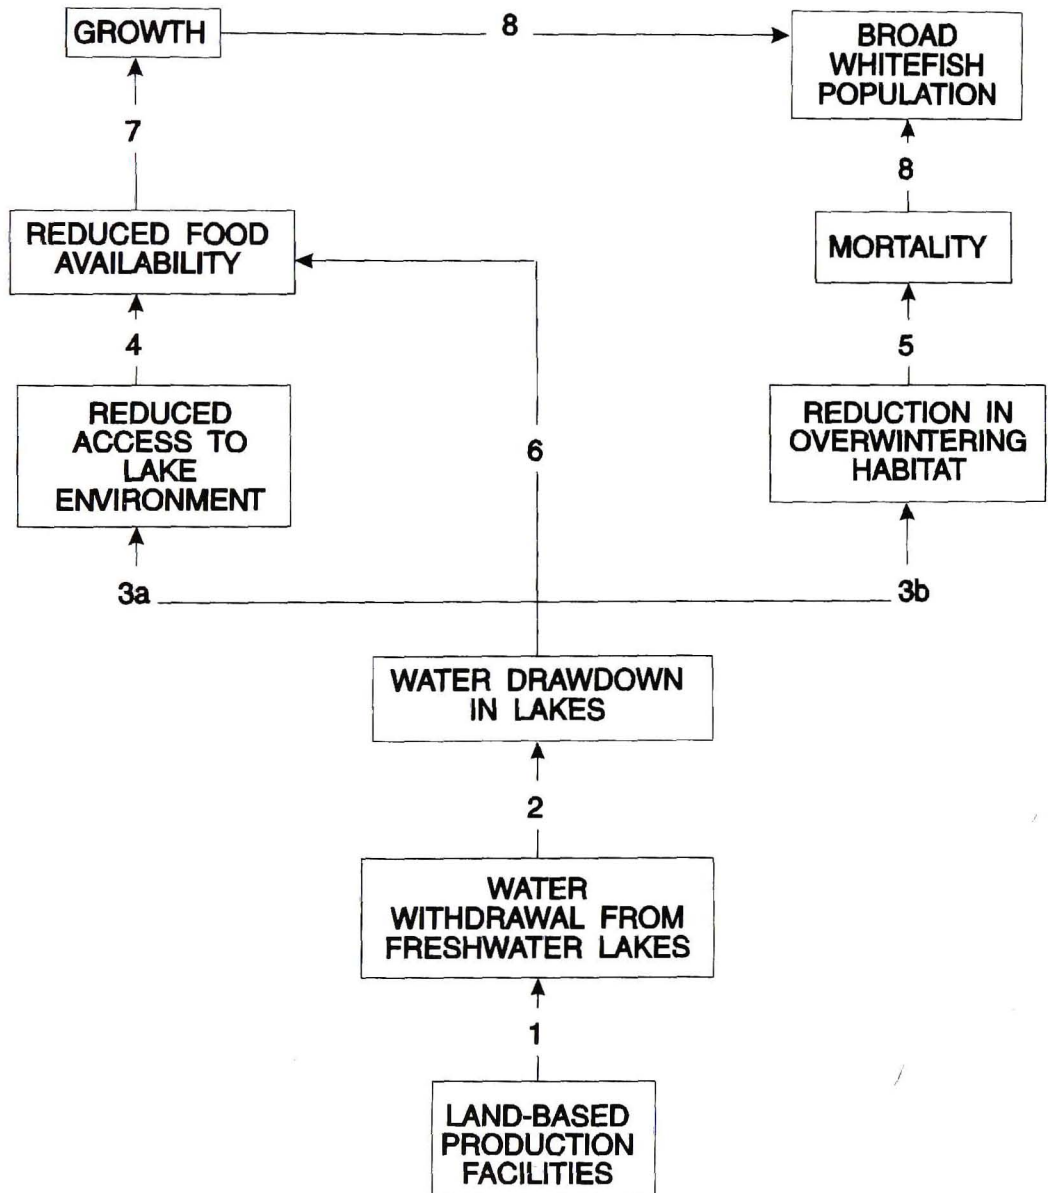 GROWTH
8
BROAD
WHITEFISH
POPULATION
7
8
REDUCED FOOD
AVAILABILITY
MORTALITY
4
5
REDUCED
ACCESS TO
LAKE
ENVIRONMENT
6
REDUCTION IN
OVERWINTERING
HABITAT
3a
3b
WATER DRAWDOWN
IN LAKES
2
WATER
WITHDRAWAL FROM
FRESHWATER LAKES
1
LAND-BASED
PRODUCTION
FACILITIES